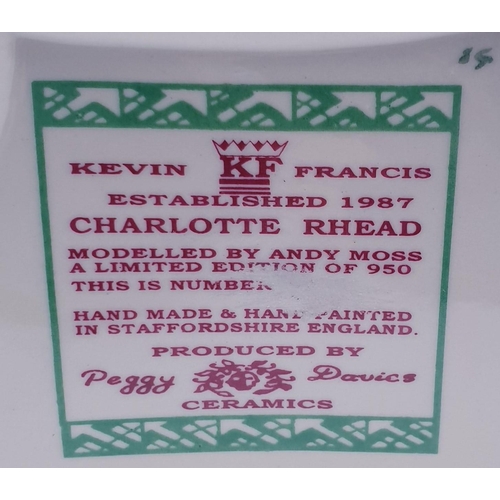 KEVIN KF FRANCIS
ESTABLISHED 1987
CHARLOTTE RHEAD
MODELLED BY ANDY MOSS
A LIMITED EDITION OF 950
THIS IS NUMBER
HAND MADE & HAND PAINTED
IN STAFFORDSHIRE ENGLAND.
PRODUCED BY
Peggy Davies
CERAMICS